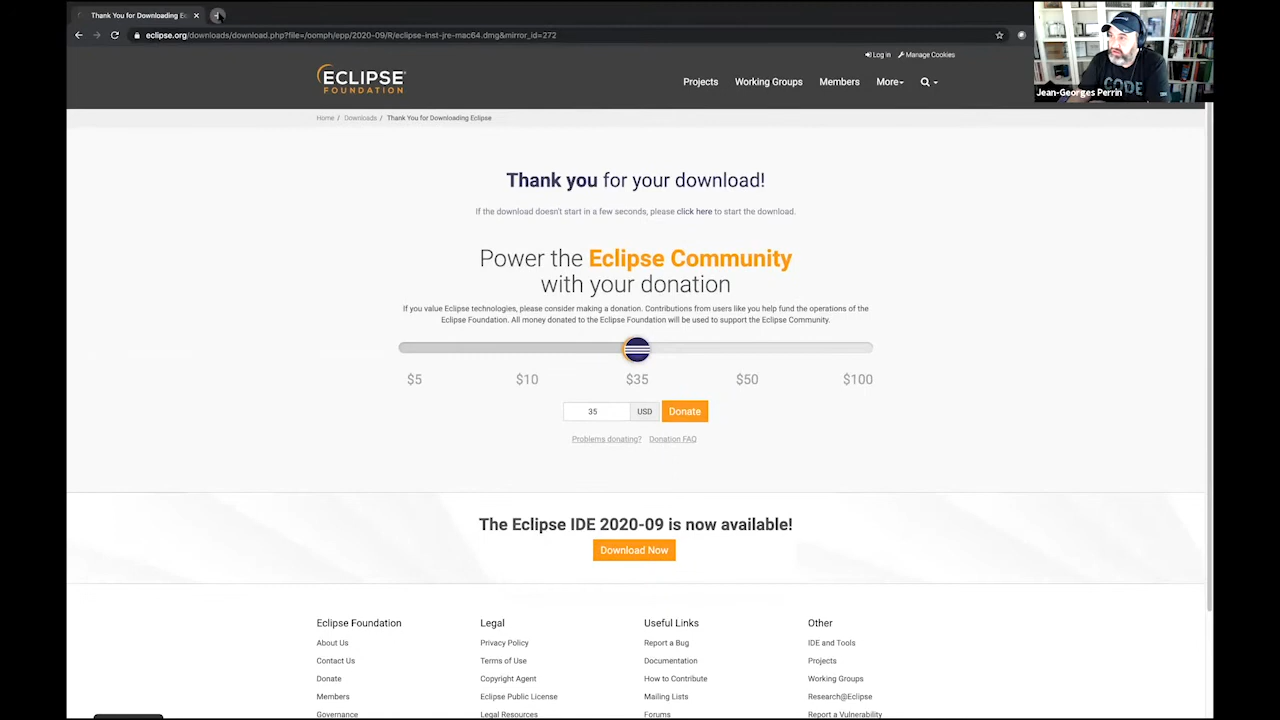 Thank You for Downloading Ec
eclipse.org/downloads/download.php?file=/oomph/epp/2020-09/R/eclipse-inst-jre-mac64.dmg&mirror_id=272
Log in Manage Cookies
ECLIPSE
FOUNDATION
Projects Working Groups Members More
CODE
Jean-Georges Perrin
Home / Downloads / Thank You for Downloading Eclipse
Thank you for your download!
If the download doesn't start in a few seconds, please click here to start the download.
Power the Eclipse Community
with your donation
If you value Eclipse technologies, please consider making a donation. Contributions from users like you help fund the operations of the
Eclipse Foundation. All money donated to the Eclipse Foundation will be used to support the Eclipse Community.
$5 $10 $35 $50 $100
35 USD Donate
Problems donating? Donation FAQ
The Eclipse IDE 2020-09 is now available!
Download Now
Eclipse Foundation Legal Useful Links Other
About Us Privacy Policy Report a Bug IDE and Tools
Contact Us Terms of Use Documentation Projects
Donate Copyright Agent How to Contribute Working Groups
Members Eclipse Public License Mailing Lists Research@Eclipse
Governance Legal Resources Forums Report a Vulnerability